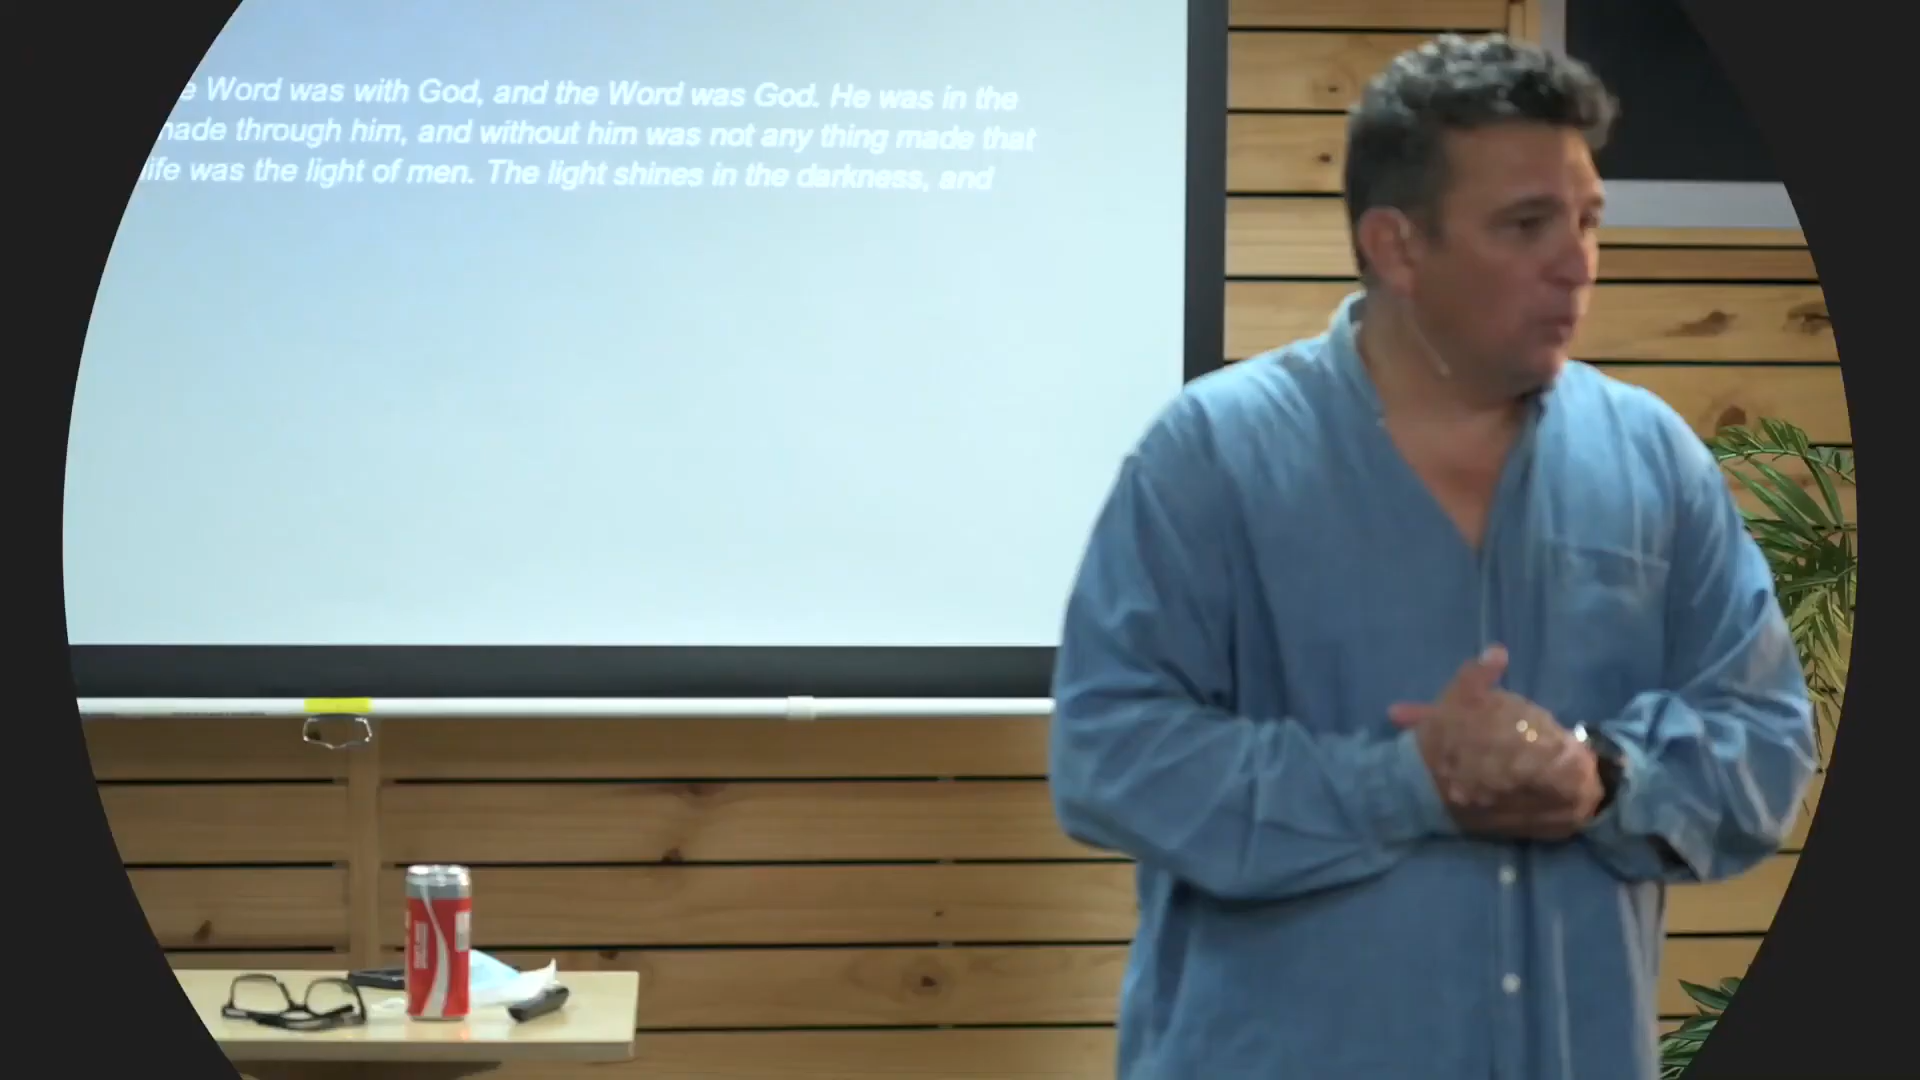 Word was with God, and the Word was God. He was in the
made through him, and without him was not any thing made that
life was the light of men. The light shines in the darkness, and